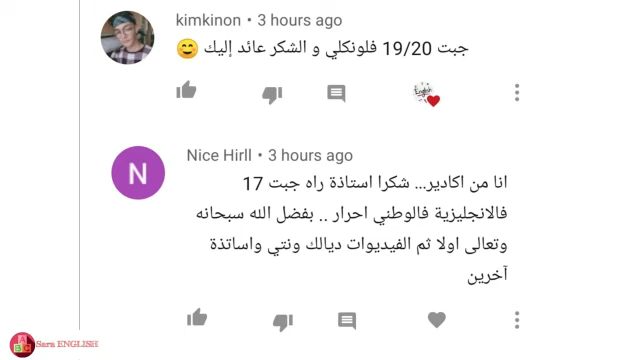 kimkinon • 3 hours ago
جبت 19/20 فلونكلي و الشكر عائد إليك 😊
English
N
Nice Hirll • 3 hours ago
انا من اكادير... شكرا استاذة راه جبت 17
فالانجليزية فالوطني احرار .. بفضل الله سبحانه
وتعالى اولا ثم الفيديوات ديالك ونتي واساتذة
آخرين
ABC
Sara ENGLISH